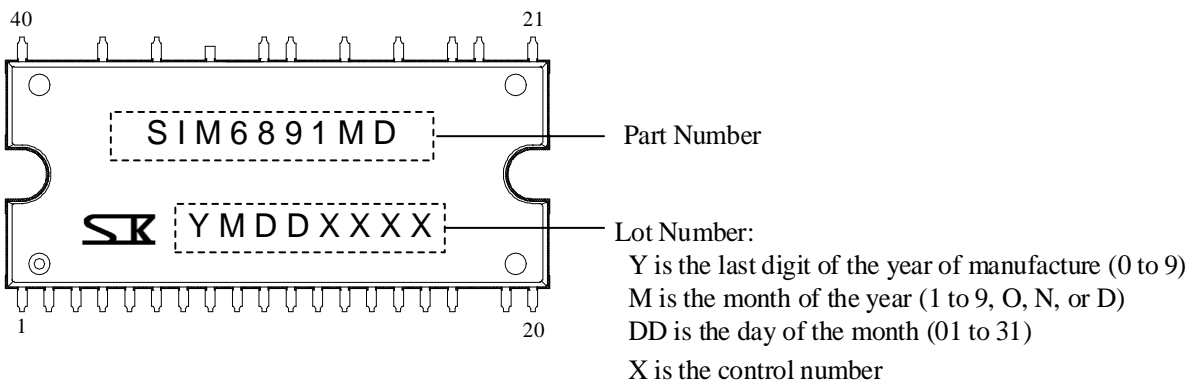 40 21
SIM6891MD
Part Number
SK YMDDXXXX
Lot Number:
Y is the last digit of the year of manufacture (0 to 9)
M is the month of the year (1 to 9, O, N, or D)
DD is the day of the month (01 to 31)
X is the control number
1 20